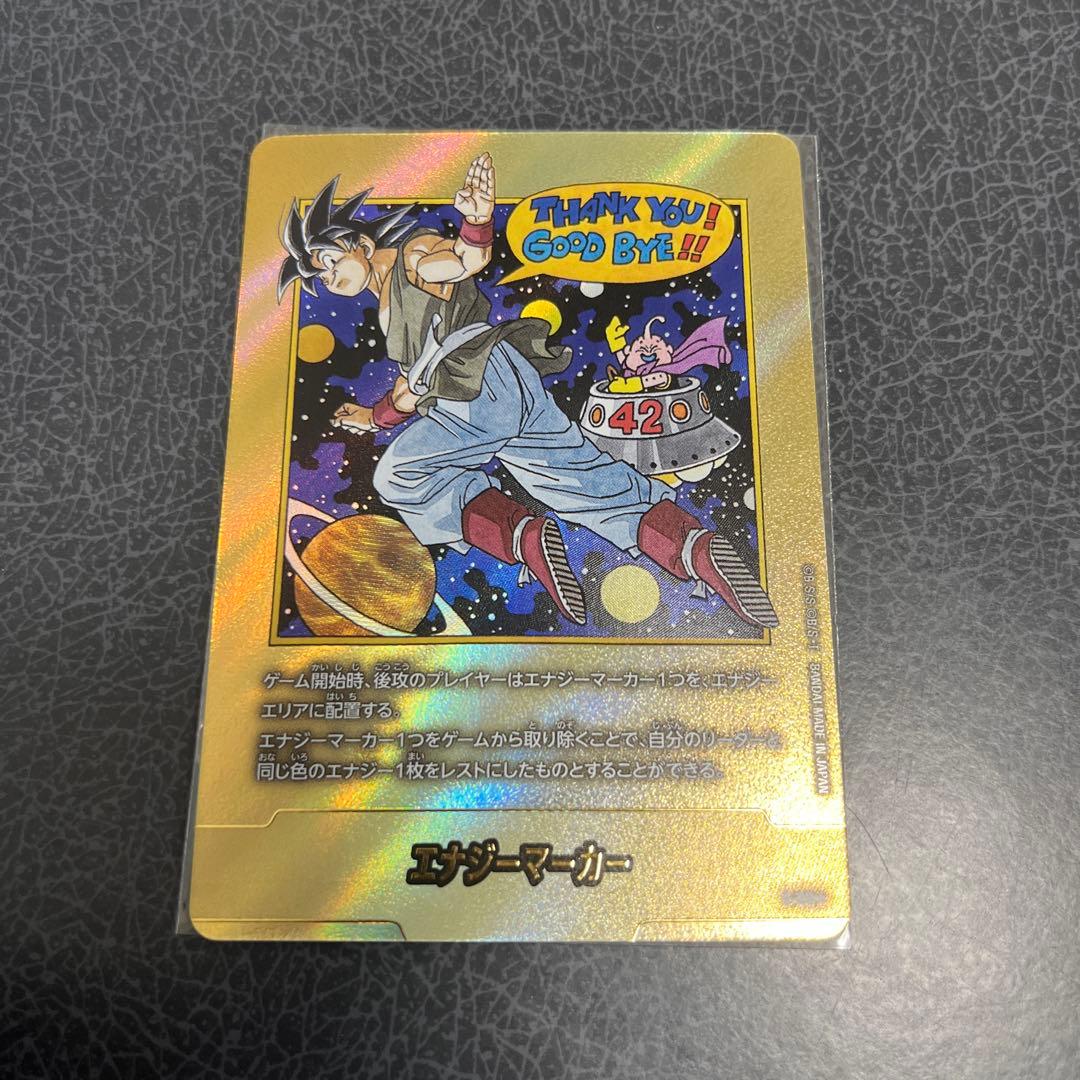 THANK YOU!
GOOD BYE!!
42
ゲーム開始時、後攻のプレイヤーはエナジーマーカー1つを、エナジー
エリアに配置する。
エナジーマーカー1つをゲームから取り除くことで、自分のリーダーと
同じ色のエナジー1枚をレストにしたものとすることができる。
エナジーマーカー
©B.S/S ©B/S・T BANDAI MADE IN JAPAN